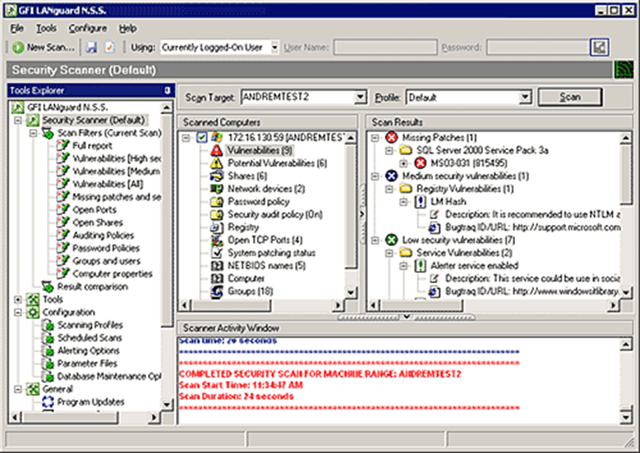 GFI LANguard N.S.S.
File Tools Configure Help
New Scan... Using: Currently Logged-On User User Name: Password:
Security Scanner (Default)
Tools Explorer
GFI LANguard N.S.S.
Security Scanner (Default)
Scan Filters (Current Scan)
Full report
Vulnerabilities [High sec
Vulnerabilities [Medium
Vulnerabilities [All]
Missing patches and se
Open Ports
Open Shares
Auditing Policies
Password Policies
Groups and users
Computer properties
Result comparison
Tools
Configuration
Scanning Profiles
Scheduled Scans
Alerting Options
Parameter Files
Database Maintenance Opt
General
Program Updates
Scan Target: ANDREMTEST2 Profile: Default Scan
Scanned Computers
172.16.130.59 [ANDREMTEST
Vulnerabilities (9)
Potential Vulnerabilities (6)
Shares (6)
Network devices (2)
Password policy
Security audit policy (On)
Registry
Open TCP Ports (4)
System patching status
NETBIOS names (5)
Computer
Groups (18)
Scan Results
Missing Patches (1)
SQL Server 2000 Service Pack 3a
MS03-031 (815495)
Medium security vulnerabilities (1)
Registry Vulnerabilities (1)
LM Hash
Description: It is recommended to use NTLM a
Bugtraq ID/URL: http://support.microsoft.com
Low security vulnerabilities (7)
Service Vulnerabilities (2)
Alerter service enabled
Description: This service could be used in soci
Bugtraq ID/URL: http://www.windowsitlibrary.
Scanner Activity Window
Scan time: 20 seconds
COMPLETED SECURITY SCAN FOR MACHINE RANGE: ANDREMTEST2
Scan Start Time: 11:34:47 AM
Scan Duration: 24 seconds